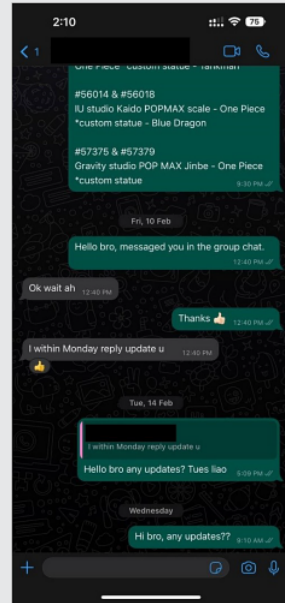 2:10
75
1
One Piece *custom statue - Yankman
#56014 & #56018
IU studio Kaido POPMAX scale - One Piece
*custom statue - Blue Dragon
#57375 & #57379
Gravity studio POP MAX Jinbe - One Piece
*custom statue
9:30 PM
Fri, 10 Feb
Hello bro, messaged you in the group chat.
12:40 PM
Ok wait ah 12:40 PM
Thanks 👍🏻 12:40 PM
I within Monday reply update u 12:40 PM
👍
Tue, 14 Feb
I within Monday reply update u
Hello bro any updates? Tues liao 5:09 PM
Wednesday
Hi bro, any updates?? 9:10 AM